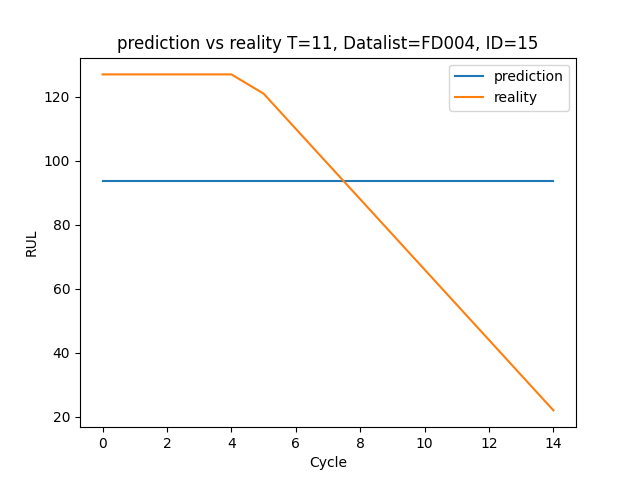 prediction vs reality T=11, Datalist=FD004, ID=15
prediction
reality
120
100
80
60
40
20
RUL
0 2 4 6 8 10 12 14
Cycle